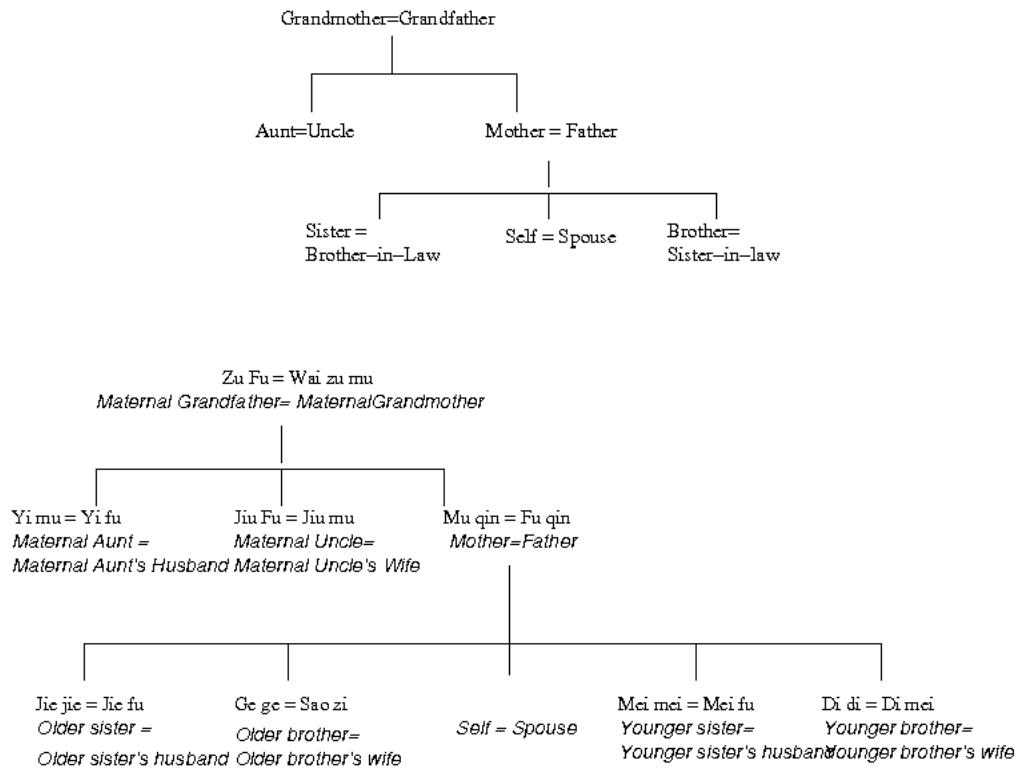 Grandmother=Grandfather
Aunt=Uncle
Mother = Father
Sister =
Brother–in–Law
Self = Spouse
Brother=
Sister–in–law
Zu Fu = Wai zu mu
Maternal Grandfather= MaternalGrandmother
Yi mu = Yi fu
Maternal Aunt =
Maternal Aunt's Husband
Jiu Fu = Jiu mu
Maternal Uncle=
Maternal Uncle's Wife
Mu qin = Fu qin
Mother=Father
Jie jie = Jie fu
Older sister =
Older sister's husband
Ge ge = Sao zi
Older brother=
Older brother's wife
Self = Spouse
Mei mei = Mei fu
Younger sister=
Younger sister's husband
Di di = Di mei
Younger brother=
Younger brother's wife